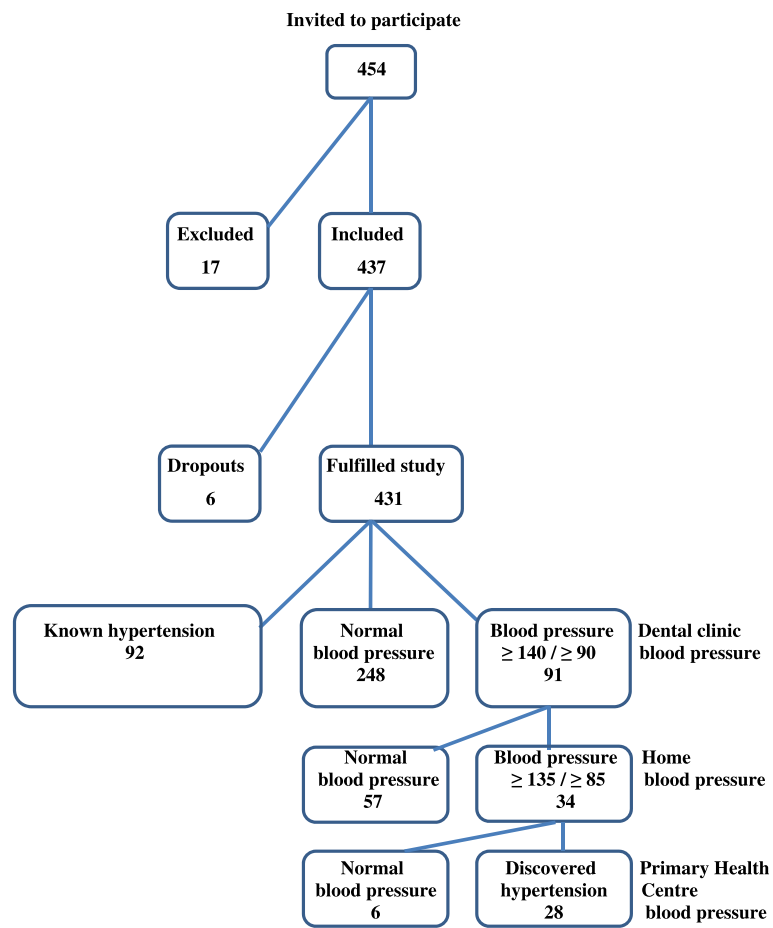 Invited to participate
454
Excluded
17
Included
437
Dropouts
6
Fulfilled study
431
Known hypertension
92
Normal
blood pressure
248
Blood pressure
≥ 140 / ≥ 90
91
Dental clinic
blood pressure
Normal
blood pressure
57
Blood pressure
≥ 135 / ≥ 85
34
Home
blood pressure
Normal
blood pressure
6
Discovered
hypertension
28
Primary Health
Centre
blood pressure